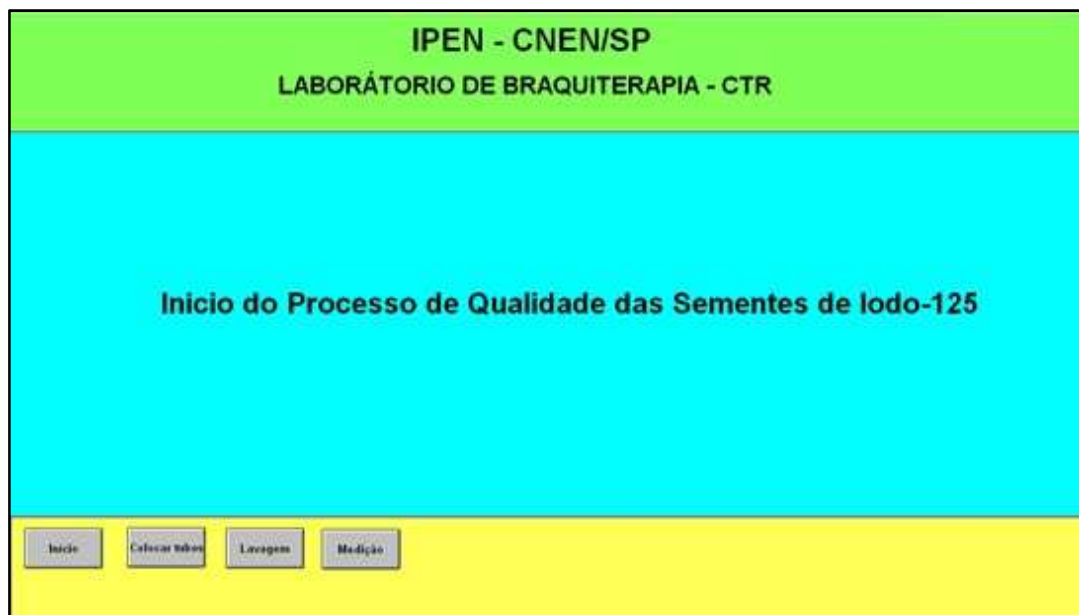 IPEN - CNEN/SP
LABORÁTORIO DE BRAQUITERAPIA - CTR
Inicio do Processo de Qualidade das Sementes de Iodo-125
Inicio Colocar tubos Lavagem Medição